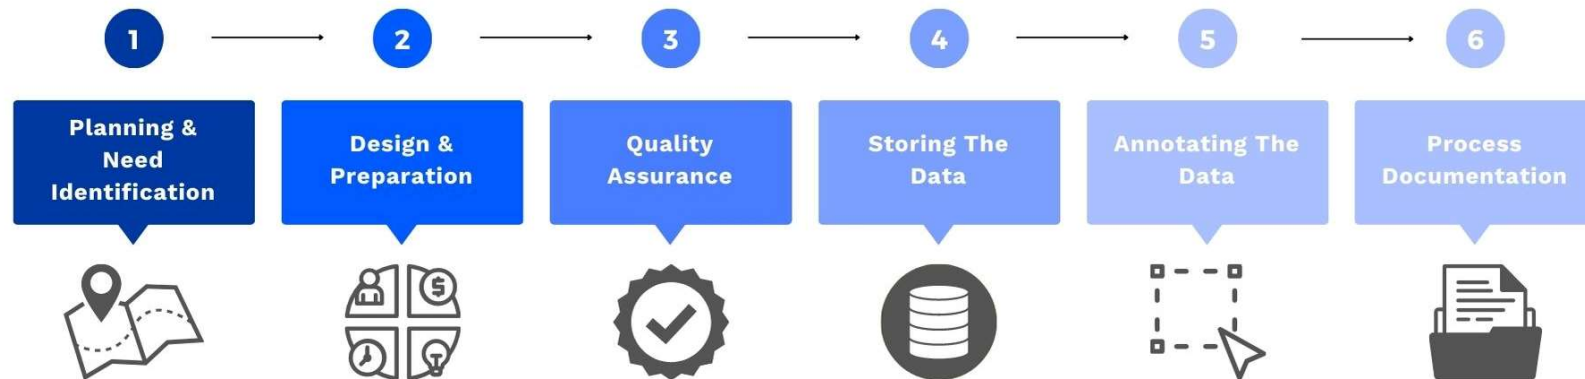 1
2
3
4
5
6
Planning &
Need
Identification
Design &
Preparation
Quality
Assurance
Storing The
Data
Annotating The
Data
Process
Documentation
$